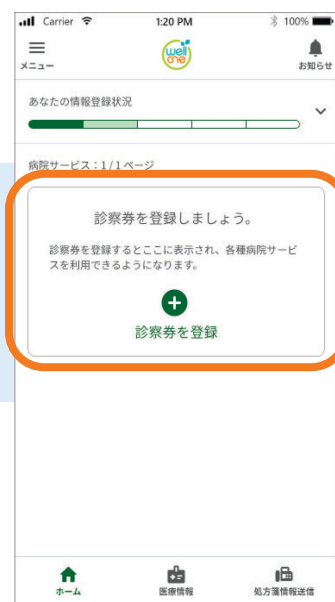 Carrier 1:20 PM 100%
well one
メニュー お知らせ
あなたの情報登録状況
病院サービス：1/1ページ
診察券を登録しましょう。
診察券を登録するとここに表示され、各種病院サービ
スを利用できるようになります。
診察券を登録
ホーム 医療情報 処方箋情報送信